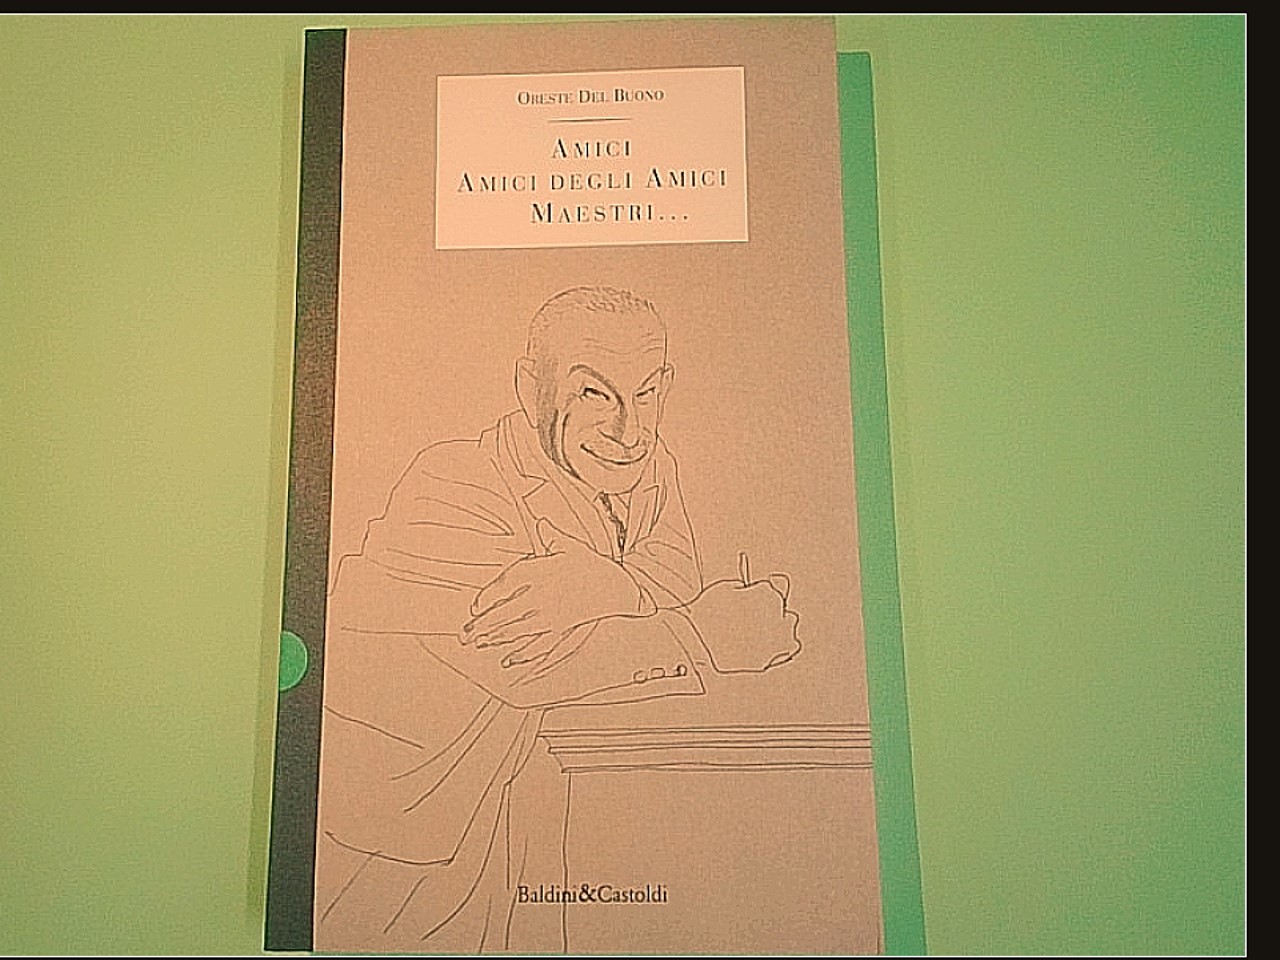 Oreste Del Buono
Amici
Amici degli Amici
Maestri...
Baldini&Castoldi